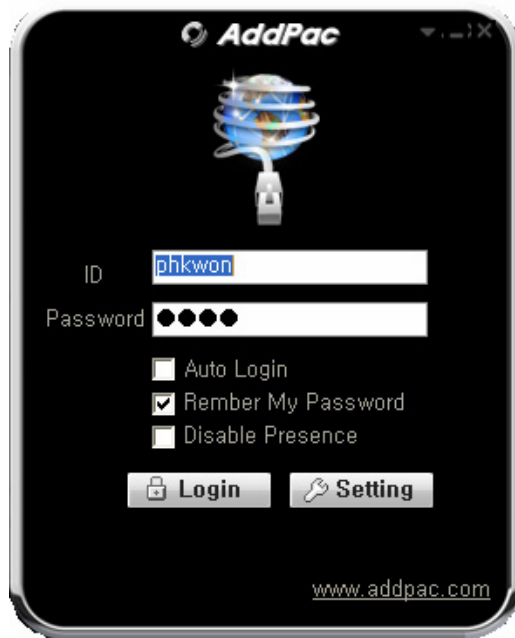 AddPac
ID
phkwon
Password ●●●●
Auto Login
Rember My Password
Disable Presence
Login
Setting
www.addpac.com